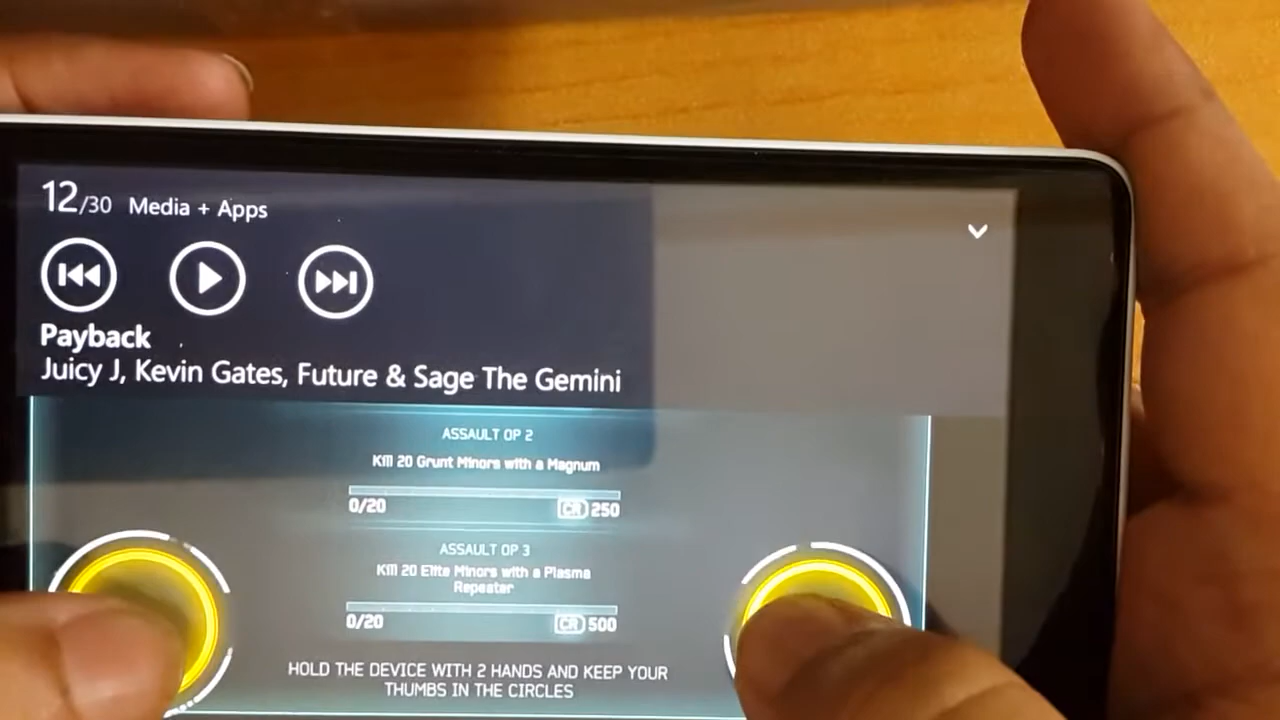 12/30 Media + Apps
Payback
Juicy J, Kevin Gates, Future & Sage The Gemini
ASSAULT OP 2
Kill 20 Grunt Minors with a Magnum
0/20 CR 250
ASSAULT OP 3
Kill 20 Elite Minors with a Plasma
Repeater
0/20 CR 500
HOLD THE DEVICE WITH 2 HANDS AND KEEP YOUR
THUMBS IN THE CIRCLES